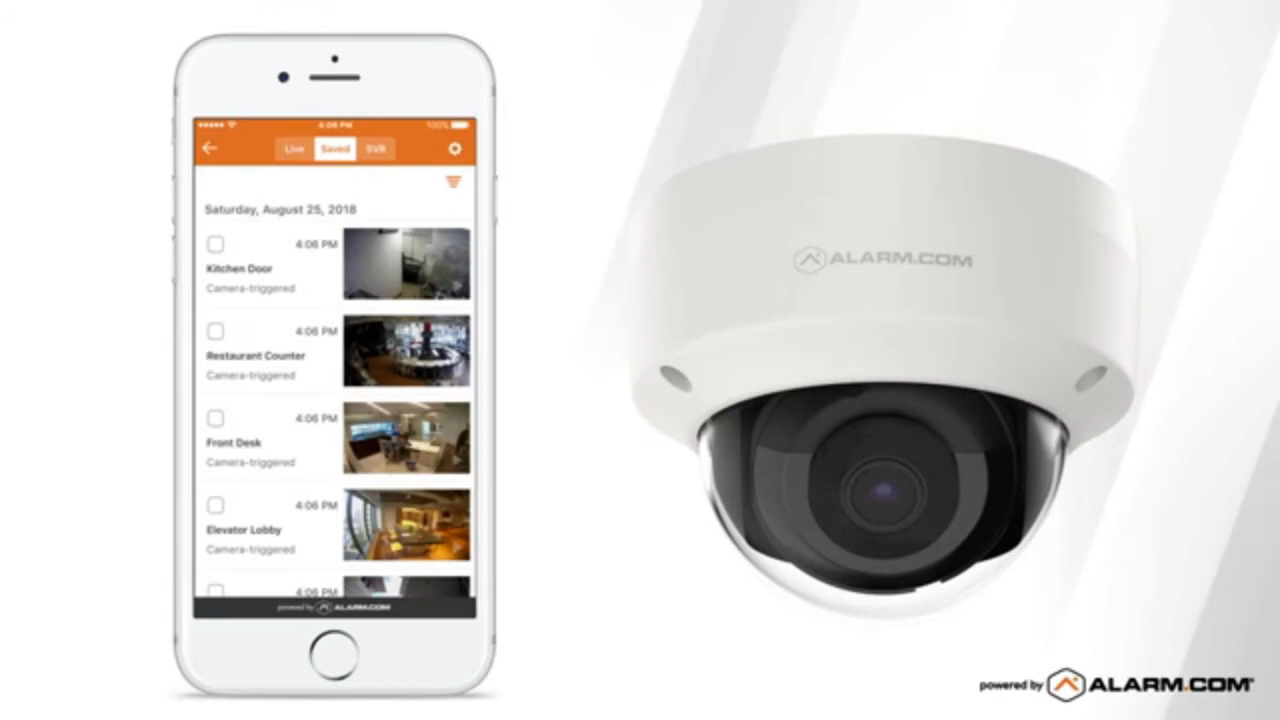 4:06 PM
100%
Live
Saved
SVR
Saturday, August 25, 2018
4:06 PM
Kitchen Door
Camera-triggered
4:06 PM
Restaurant Counter
Camera-triggered
4:06 PM
Front Desk
Camera-triggered
4:06 PM
Elevator Lobby
Camera-triggered
4:06 PM
powered by ALARM.COM
ALARM.COM
powered by ALARM.COM